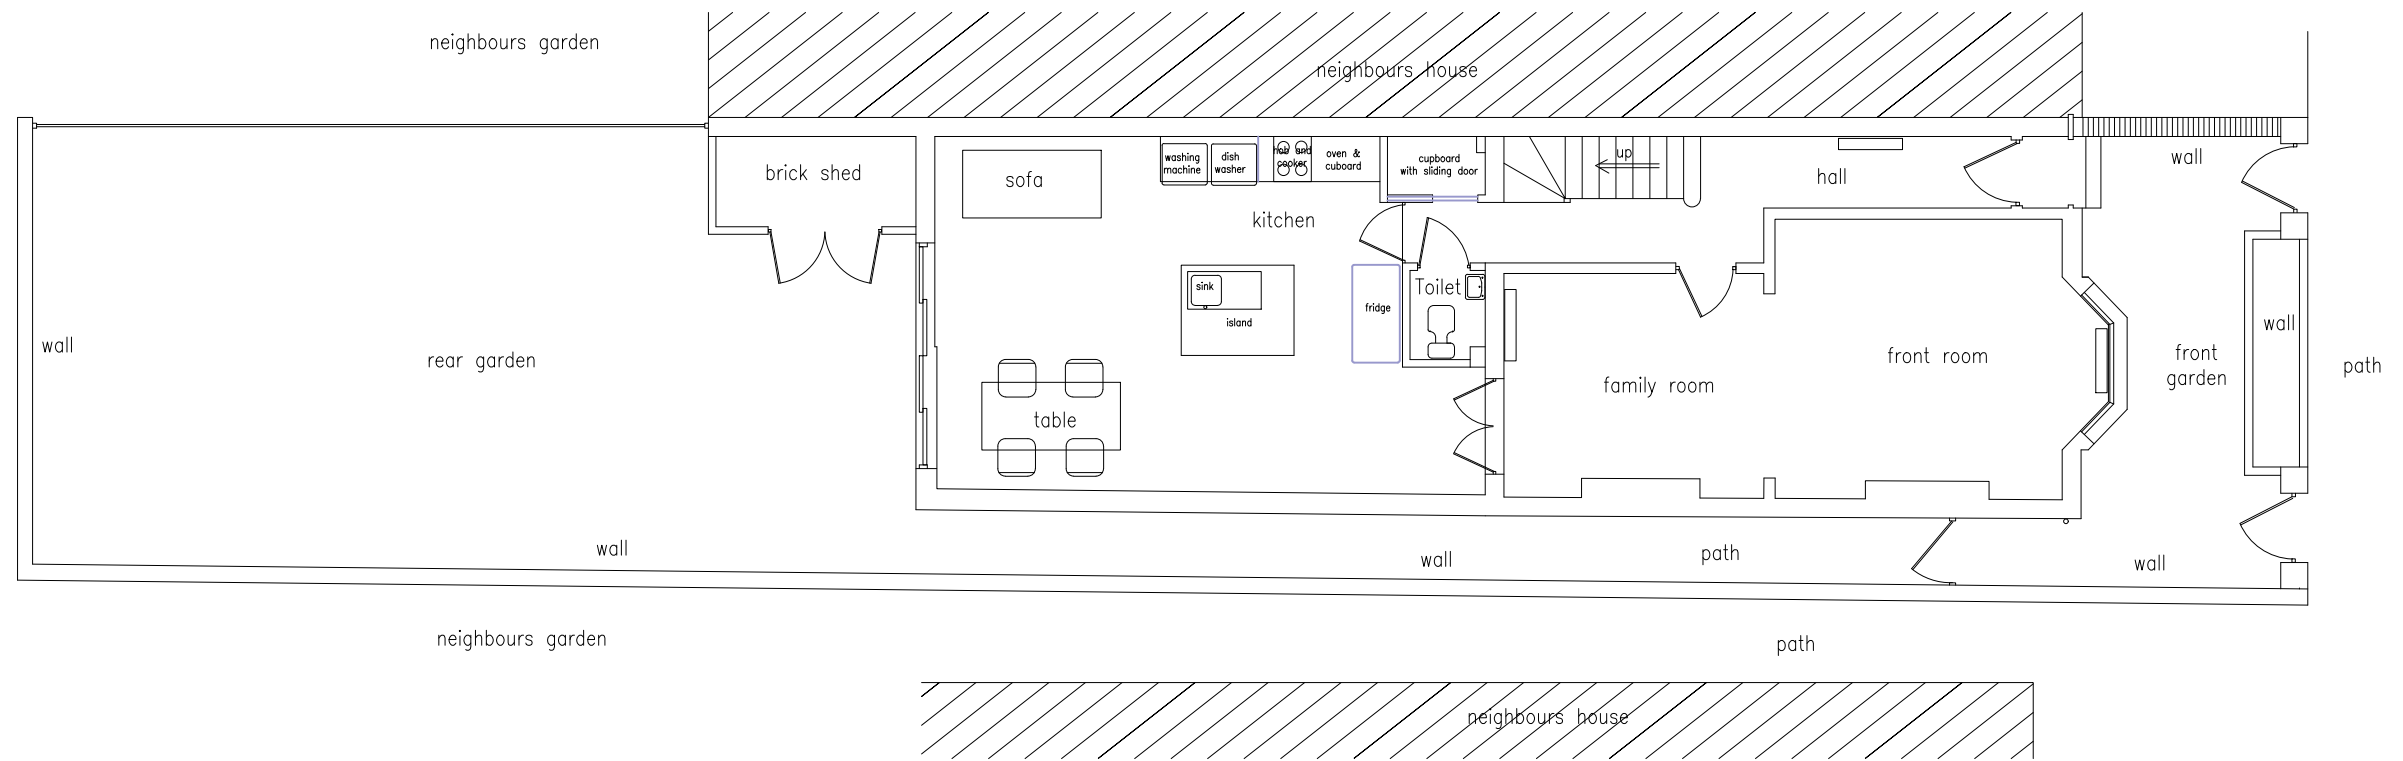 neighbours garden
neighbours house
brick shed
sofa
washing
machine
dish
washer
hob and
cooker
oven &
cuboard
cupboard
with sliding door
up
hall
wall
kitchen
sink
island
fridge
Toilet
wall
rear garden
table
family room
front room
front
garden
wall
path
wall
wall
path
wall
neighbours garden
path
neighbours house